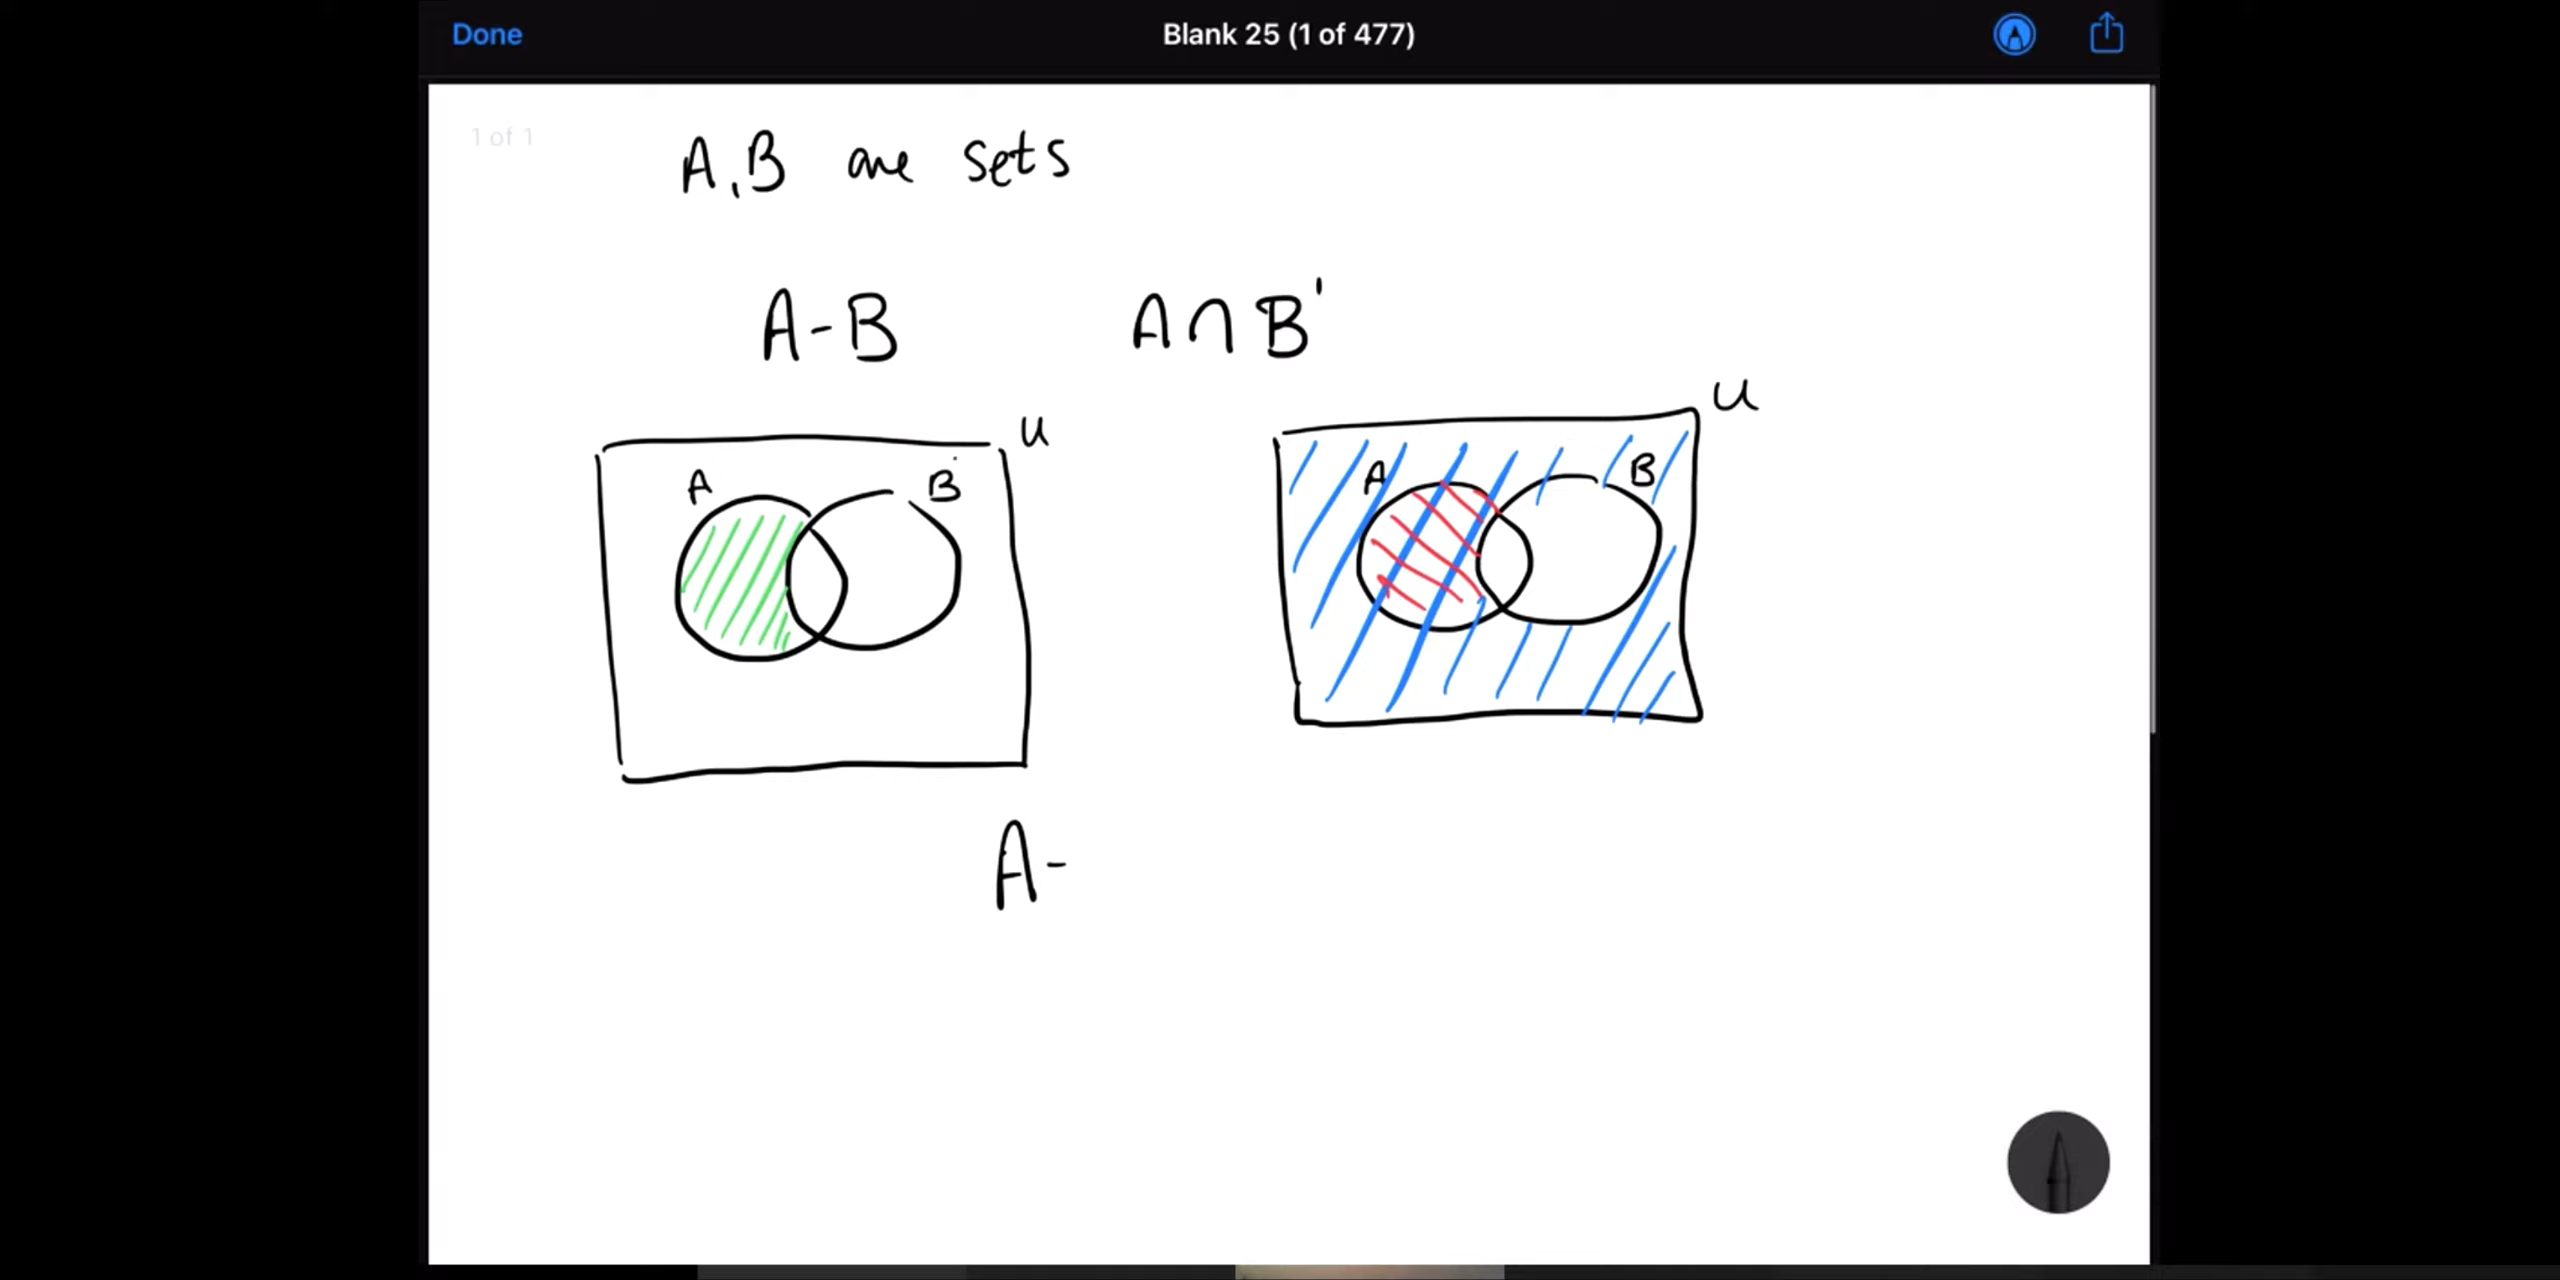 Done Blank 25 (1 of 477)
1 of 1
A,B are sets
A-B A∩B'
U U
A B A B
A-